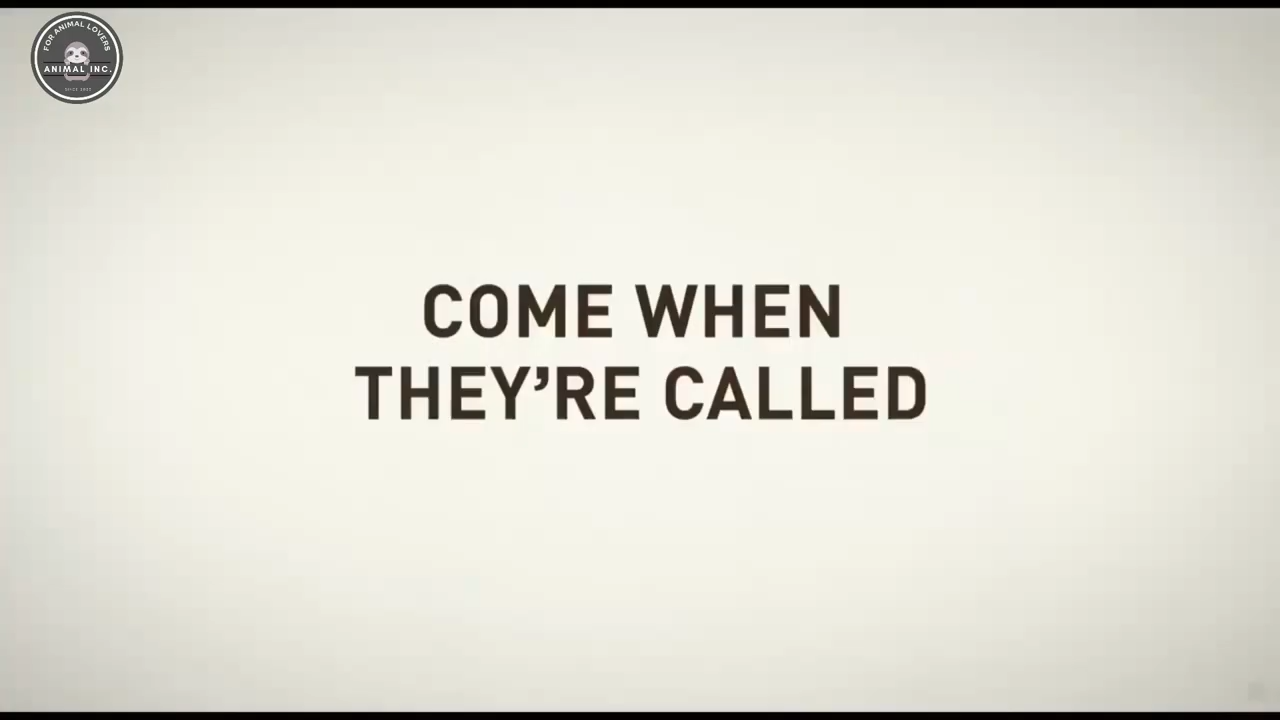 FOR ANIMAL LOVERS
ANIMAL INC.
COME WHEN
THEY’RE CALLED